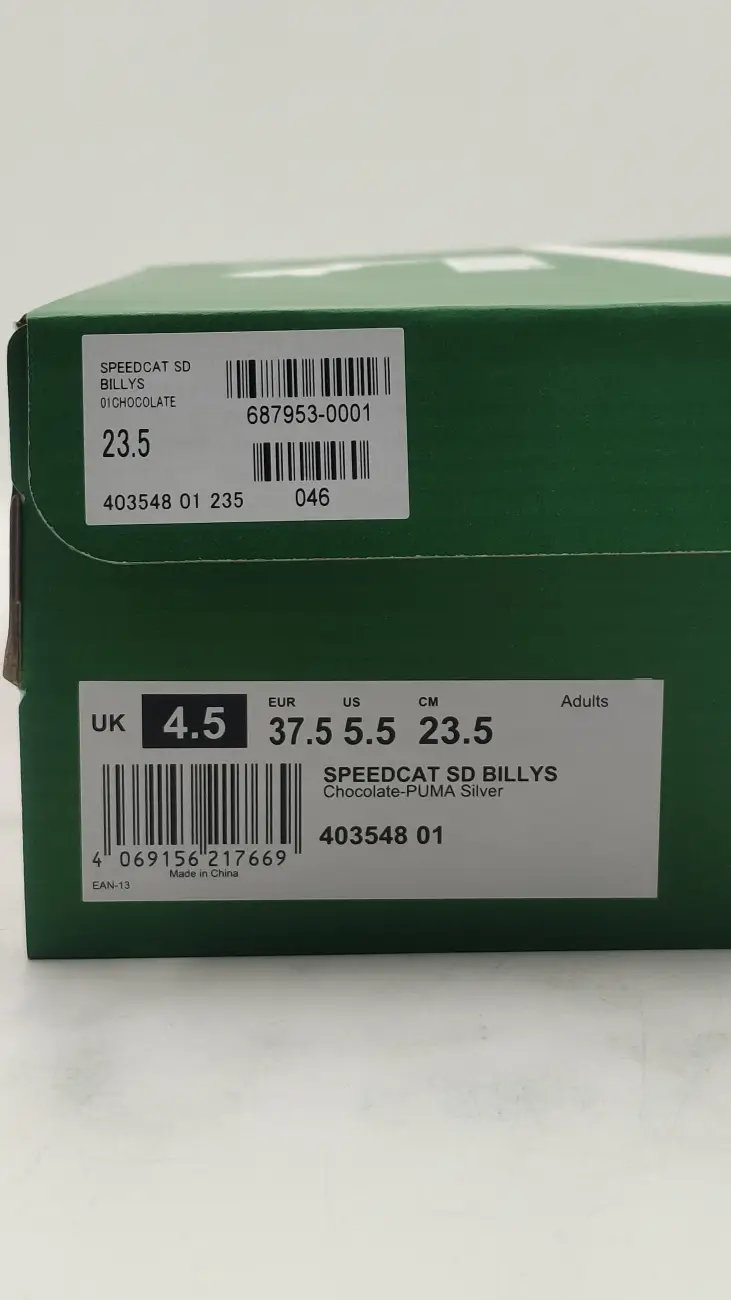 SPEEDCAT SD
BILLYS
01CHOCOLATE
687953-0001
23.5
403548 01 235
046
UK 4.5
EUR US CM
37.5 5.5 23.5
Adults
SPEEDCAT SD BILLYS
Chocolate-PUMA Silver
403548 01
4 069156 217669
Made in China
EAN-13